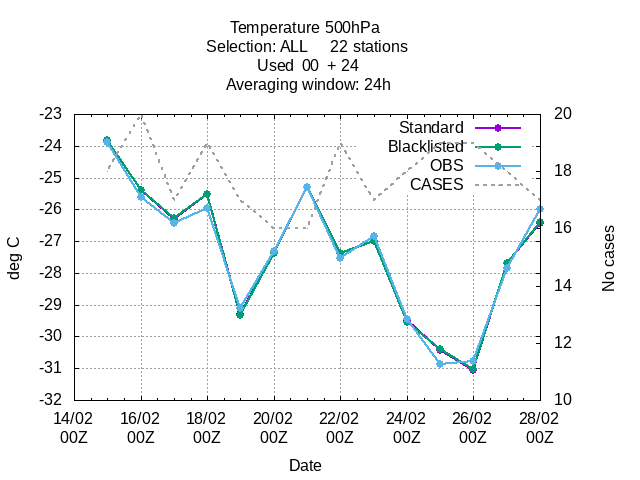 Temperature 500hPa
Selection: ALL     22 stations
Used  00  + 24
Averaging window: 24h
-23
-24
-25
-26
-27
-28
-29
-30
-31
-32
deg C
20
18
16
14
12
10
No cases
Standard
Blacklisted
OBS
CASES
14/02 16/02 18/02 20/02 22/02 24/02 26/02 28/02
00Z 00Z 00Z 00Z 00Z 00Z 00Z 00Z
Date